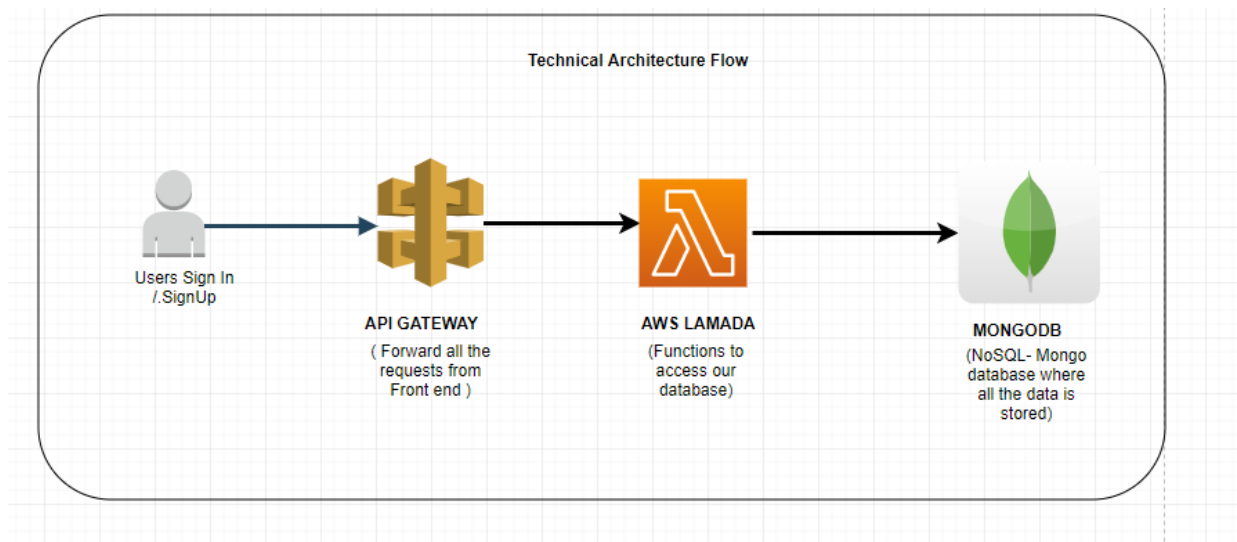 Technical Architecture Flow
Users Sign In
/.SignUp
API GATEWAY
( Forward all the
requests from
Front end )
AWS LAMADA
(Functions to
access our
database)
MONGODB
(NoSQL- Mongo
database where
all the data is
stored)